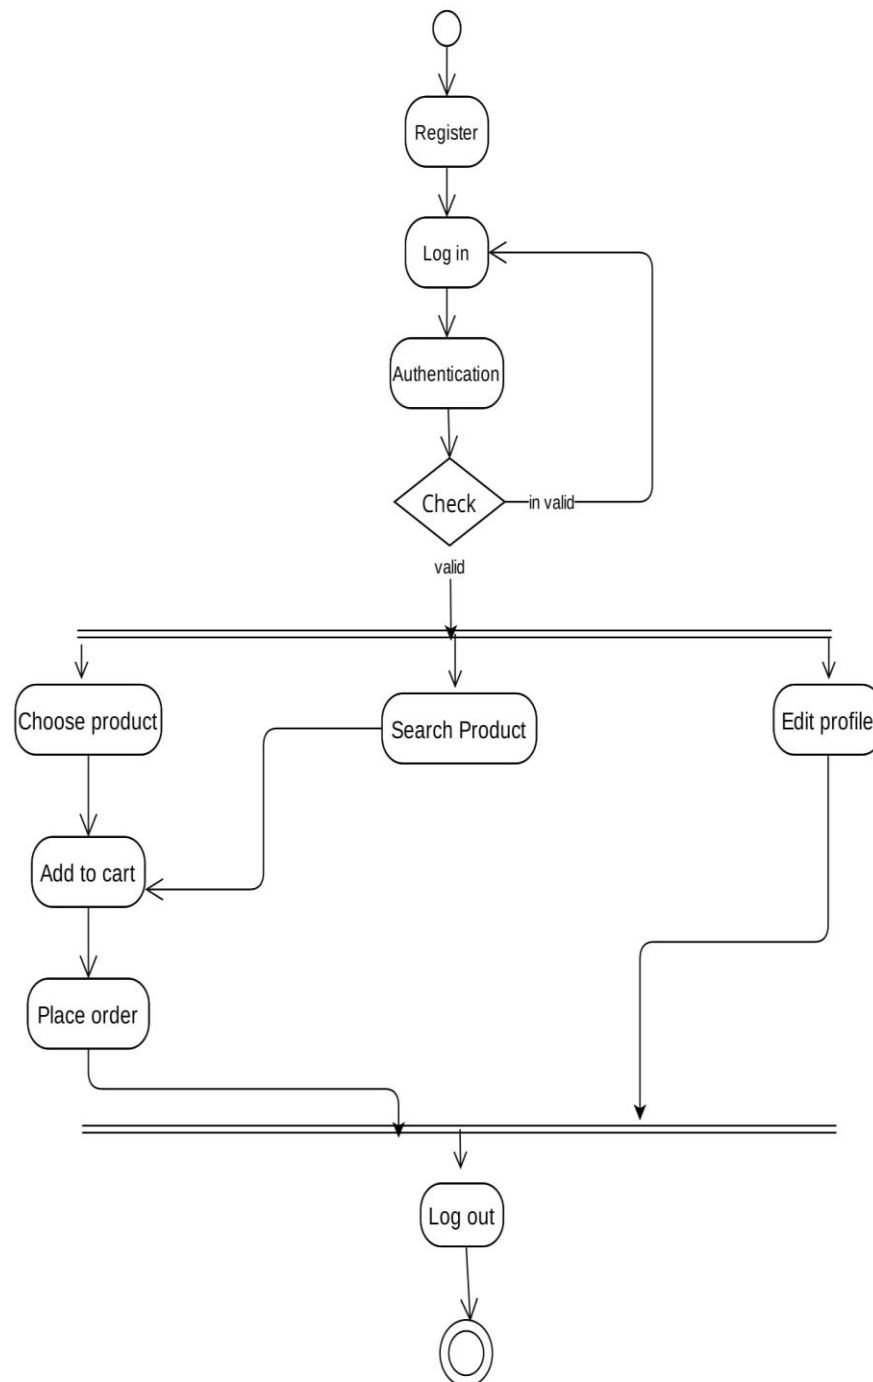 Register
Log in
Authentication
Check
in valid
valid
Choose product
Search Product
Edit profile
Add to cart
Place order
Log out